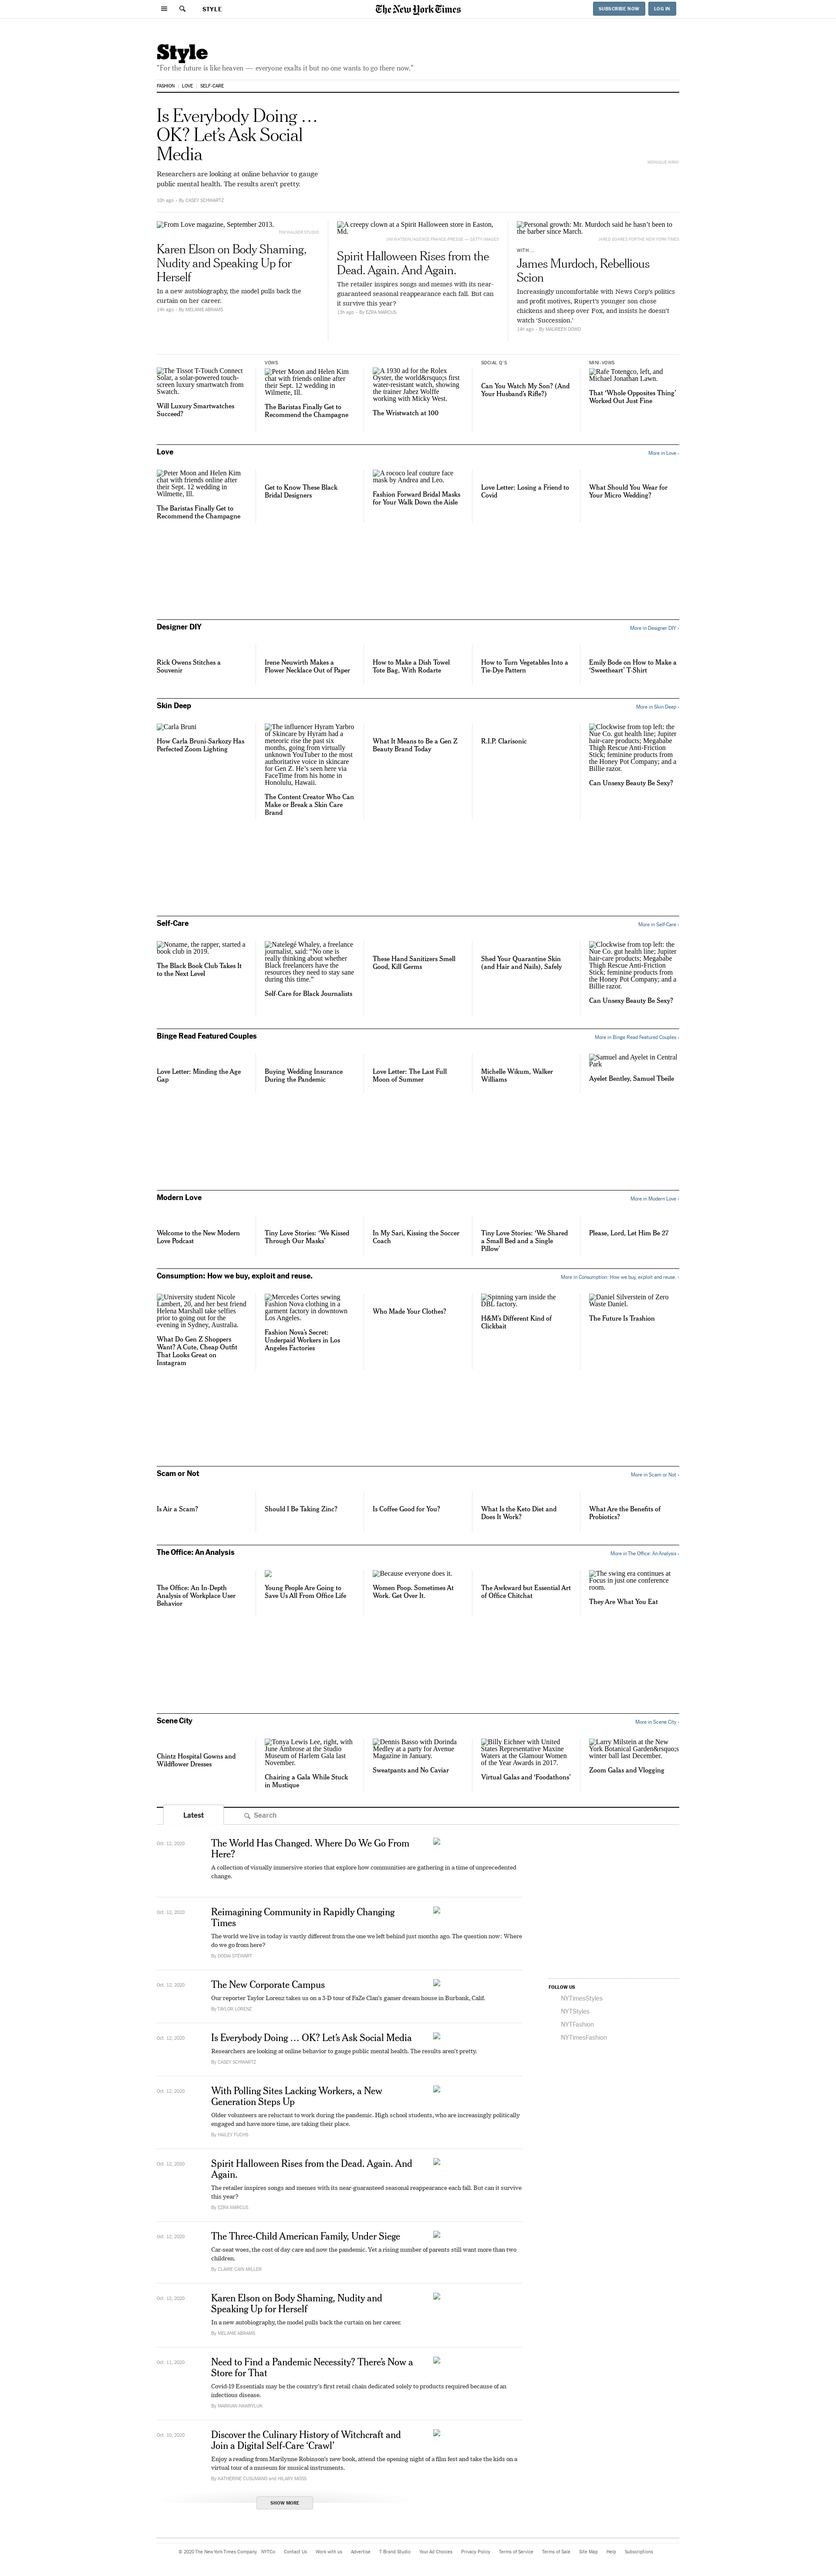 STYLE
The New York Times
SUBSCRIBE NOW
LOG IN
Style
"For the future is like heaven — everyone exalts it but no one wants to go there now."
FASHION / LOVE / SELF-CARE
Is Everybody Doing …
OK? Let's Ask Social
Media
Researchers are looking at online behavior to gauge
public mental health. The results aren't pretty.
10h ago - By CASEY SCHWARTZ
MONIQUE WRAY
From Love magazine, September 2013.
TIM WALKER STUDIO
Karen Elson on Body Shaming,
Nudity and Speaking Up for
Herself
In a new autobiography, the model pulls back the
curtain on her career.
14h ago - By MELANIE ABRAMS
A creepy clown at a Spirit Halloween store in Easton,
Md.
JIM WATSON/AGENCE FRANCE-PRESSE — GETTY IMAGES
Spirit Halloween Rises from the
Dead. Again. And Again.
The retailer inspires songs and memes with its near-
guaranteed seasonal reappearance each fall. But can
it survive this year?
13h ago - By EZRA MARCUS
Personal growth: Mr. Murdoch said he hasn't been to
the barber since March.
JARED SOARES FOR THE NEW YORK TIMES
WITH ...
James Murdoch, Rebellious
Scion
Increasingly uncomfortable with News Corp's politics
and profit motives, Rupert's younger son chose
chickens and sheep over Fox, and insists he doesn't
watch 'Succession.'
14h ago - By MAUREEN DOWD
The Tissot T-Touch Connect
Solar, a solar-powered touch-
screen luxury smartwatch from
Swatch.
Will Luxury Smartwatches
Succeed?
VOWS
Peter Moon and Helen Kim
chat with friends online after
their Sept. 12 wedding in
Wilmette, Ill.
The Baristas Finally Get to
Recommend the Champagne
A 1930 ad for the Rolex
Oyster, the world&rsquo;s first
water-resistant watch, showing
the trainer Jabez Wolffe
working with Micky West.
The Wristwatch at 100
SOCIAL Q'S
Can You Watch My Son? (And
Your Husband's Rifle?)
MINI-VOWS
Rafe Totengco, left, and
Michael Jonathan Lawn.
That 'Whole Opposites Thing'
Worked Out Just Fine
Love
More in Love ›
Peter Moon and Helen Kim
chat with friends online after
their Sept. 12 wedding in
Wilmette, Ill.
The Baristas Finally Get to
Recommend the Champagne
Get to Know These Black
Bridal Designers
A rococo leaf couture face
mask by Andrea and Leo.
Fashion Forward Bridal Masks
for Your Walk Down the Aisle
Love Letter: Losing a Friend to
Covid
What Should You Wear for
Your Micro Wedding?
Designer DIY
More in Designer DIY ›
Rick Owens Stitches a
Souvenir
Irene Neuwirth Makes a
Flower Necklace Out of Paper
How to Make a Dish Towel
Tote Bag, With Rodarte
How to Turn Vegetables Into a
Tie-Dye Pattern
Emily Bode on How to Make a
'Sweetheart' T-Shirt
Skin Deep
More in Skin Deep ›
Carla Bruni
How Carla Bruni-Sarkozy Has
Perfected Zoom Lighting
The influencer Hyram Yarbro
of Skincare by Hyram had a
meteoric rise the past six
months, going from virtually
unknown YouTuber to the most
authoritative voice in skincare
for Gen Z. He's seen here via
FaceTime from his home in
Honolulu, Hawaii.
The Content Creator Who Can
Make or Break a Skin Care
Brand
What It Means to Be a Gen Z
Beauty Brand Today
R.I.P. Clarisonic
Clockwise from top left: the
Nue Co. gut health line; Jupiter
hair-care products; Megababe
Thigh Rescue Anti-Friction
Stick; feminine products from
the Honey Pot Company; and a
Billie razor.
Can Unsexy Beauty Be Sexy?
Self-Care
More in Self-Care ›
Noname, the rapper, started a
book club in 2019.
The Black Book Club Takes It
to the Next Level
Natelegé Whaley, a freelance
journalist, said: "No one is
really thinking about whether
Black freelancers have the
resources they need to stay sane
during this time."
Self-Care for Black Journalists
These Hand Sanitizers Smell
Good, Kill Germs
Shed Your Quarantine Skin
(and Hair and Nails), Safely
Clockwise from top left: the
Nue Co. gut health line; Jupiter
hair-care products; Megababe
Thigh Rescue Anti-Friction
Stick; feminine products from
the Honey Pot Company; and a
Billie razor.
Can Unsexy Beauty Be Sexy?
Binge Read Featured Couples
More in Binge Read Featured Couples ›
Love Letter: Minding the Age
Gap
Buying Wedding Insurance
During the Pandemic
Love Letter: The Last Full
Moon of Summer
Michelle Wikum, Walker
Williams
Samuel and Ayelet in Central
Park
Ayelet Bentley, Samuel Tbeile
Modern Love
More in Modern Love ›
Welcome to the New Modern
Love Podcast
Tiny Love Stories: 'We Kissed
Through Our Masks'
In My Sari, Kissing the Soccer
Coach
Tiny Love Stories: 'We Shared
a Small Bed and a Single
Pillow'
Please, Lord, Let Him Be 27
Consumption: How we buy, exploit and reuse.
More in Consumption: How we buy, exploit and reuse. ›
University student Nicole
Lambert, 20, and her best friend
Helena Marshall take selfies
prior to going out for the
evening in Sydney, Australia.
What Do Gen Z Shoppers
Want? A Cute, Cheap Outfit
That Looks Great on
Instagram
Mercedes Cortes sewing
Fashion Nova clothing in a
garment factory in downtown
Los Angeles.
Fashion Nova's Secret:
Underpaid Workers in Los
Angeles Factories
Who Made Your Clothes?
Spinning yarn inside the
DBL factory.
H&M's Different Kind of
Clickbait
Daniel Silverstein of Zero
Waste Daniel.
The Future Is Trashion
Scam or Not
More in Scam or Not ›
Is Air a Scam?
Should I Be Taking Zinc?
Is Coffee Good for You?
What Is the Keto Diet and
Does It Work?
What Are the Benefits of
Probiotics?
The Office: An Analysis
More in The Office: An Analysis ›
The Office: An In-Depth
Analysis of Workplace User
Behavior
Young People Are Going to
Save Us All From Office Life
Because everyone does it.
Women Poop. Sometimes At
Work. Get Over It.
The Awkward but Essential Art
of Office Chitchat
The swing era continues at
Focus in just one conference
room.
They Are What You Eat
Scene City
More in Scene City ›
Chintz Hospital Gowns and
Wildflower Dresses
Tonya Lewis Lee, right, with
June Ambrose at the Studio
Museum of Harlem Gala last
November.
Chairing a Gala While Stuck
in Mustique
Dennis Basso with Dorinda
Medley at a party for Avenue
Magazine in January.
Sweatpants and No Caviar
Billy Eichner with United
States Representative Maxine
Waters at the Glamour Women
of the Year Awards in 2017.
Virtual Galas and 'Foodathons'
Larry Milstein at the New
York Botanical Garden&rsquo;s
winter ball last December.
Zoom Galas and Vlogging
Latest
Search
Oct. 12, 2020
The World Has Changed. Where Do We Go From
Here?
A collection of visually immersive stories that explore how communities are gathering in a time of unprecedented
change.
Oct. 12, 2020
Reimagining Community in Rapidly Changing
Times
The world we live in today is vastly different from the one we left behind just months ago. The question now: Where
do we go from here?
By DODAI STEWART
Oct. 12, 2020
The New Corporate Campus
Our reporter Taylor Lorenz takes us on a 3-D tour of FaZe Clan's gamer dream house in Burbank, Calif.
By TAYLOR LORENZ
Oct. 12, 2020
Is Everybody Doing … OK? Let's Ask Social Media
Researchers are looking at online behavior to gauge public mental health. The results aren't pretty.
By CASEY SCHWARTZ
Oct. 12, 2020
With Polling Sites Lacking Workers, a New
Generation Steps Up
Older volunteers are reluctant to work during the pandemic. High school students, who are increasingly politically
engaged and have more time, are taking their place.
By HAILEY FUCHS
Oct. 12, 2020
Spirit Halloween Rises from the Dead. Again. And
Again.
The retailer inspires songs and memes with its near-guaranteed seasonal reappearance each fall. But can it survive
this year?
By EZRA MARCUS
Oct. 12, 2020
The Three-Child American Family, Under Siege
Car-seat woes, the cost of day care and now the pandemic. Yet a rising number of parents still want more than two
children.
By CLAIRE CAIN MILLER
Oct. 12, 2020
Karen Elson on Body Shaming, Nudity and
Speaking Up for Herself
In a new autobiography, the model pulls back the curtain on her career.
By MELANIE ABRAMS
Oct. 11, 2020
Need to Find a Pandemic Necessity? There's Now a
Store for That
Covid-19 Essentials may be the country's first retail chain dedicated solely to products required because of an
infectious disease.
By MARKIAN HAWRYLUK
Oct. 10, 2020
Discover the Culinary History of Witchcraft and
Join a Digital Self-Care 'Crawl'
Enjoy a reading from Marilynne Robinson's new book, attend the opening night of a film fest and take the kids on a
virtual tour of a museum for musical instruments.
By KATHERINE CUSUMANO and HILARY MOSS
SHOW MORE
FOLLOW US
NYTimesStyles
NYTStyles
NYTFashion
NYTimesFashion
© 2020 The New York Times Company NYTCo Contact Us Work with us Advertise T Brand Studio Your Ad Choices Privacy Policy Terms of Service Terms of Sale Site Map Help Subscriptions